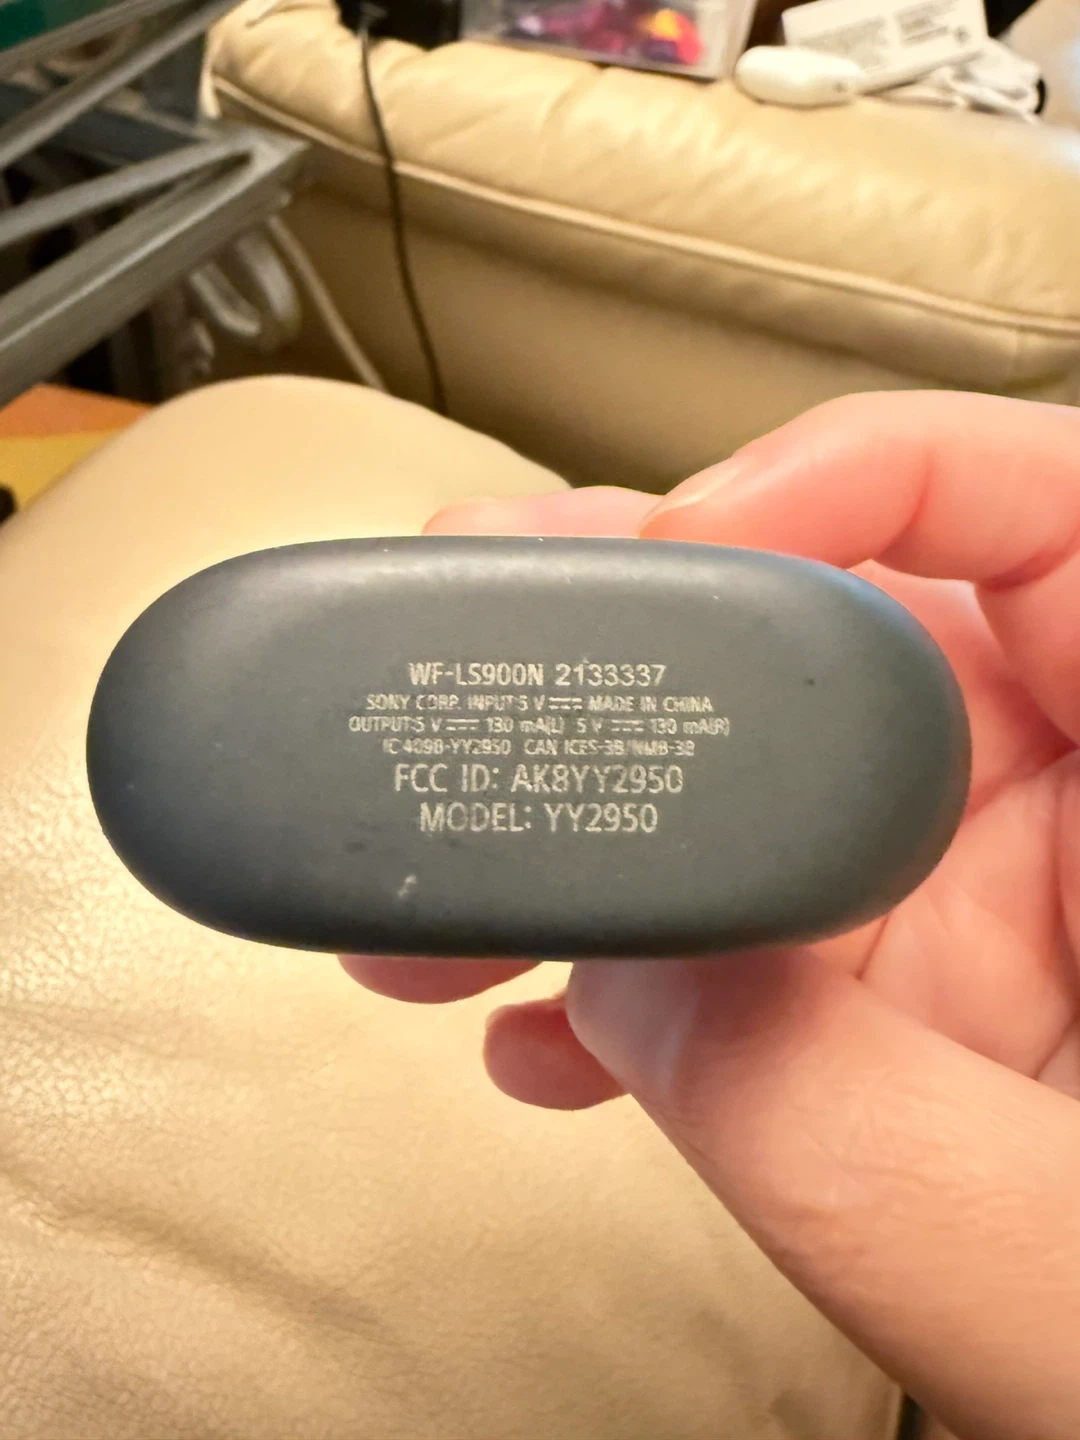 WF-LS900N 2133337
SONY CORP. INPUT:5 V ⎓ MADE IN CHINA
OUTPUT:5 V ⎓ 130 mA(L) 5 V ⎓ 130 mA(R)
IC:409B-YY2950 CAN ICES-3B/NMB-3B
FCC ID: AK8YY2950
MODEL: YY2950